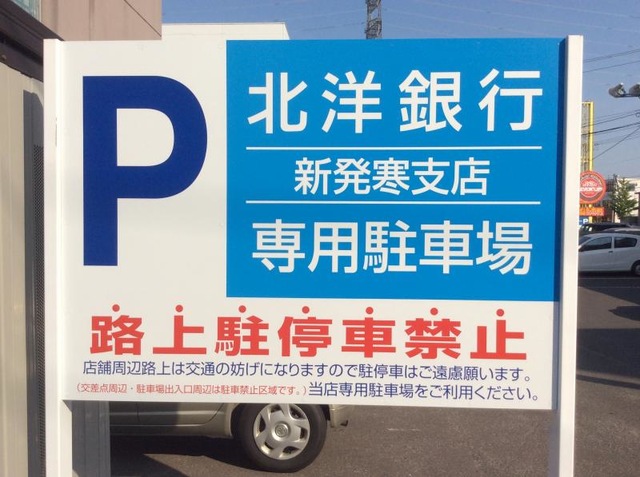 P
北洋銀行
新発寒支店
専用駐車場
路上駐停車禁止
店舗周辺路上は交通の妨げになりますので駐停車はご遠慮願います。
(交差点周辺・駐車場出入口周辺は駐車禁止区域です。)当店専用駐車場をご利用ください。